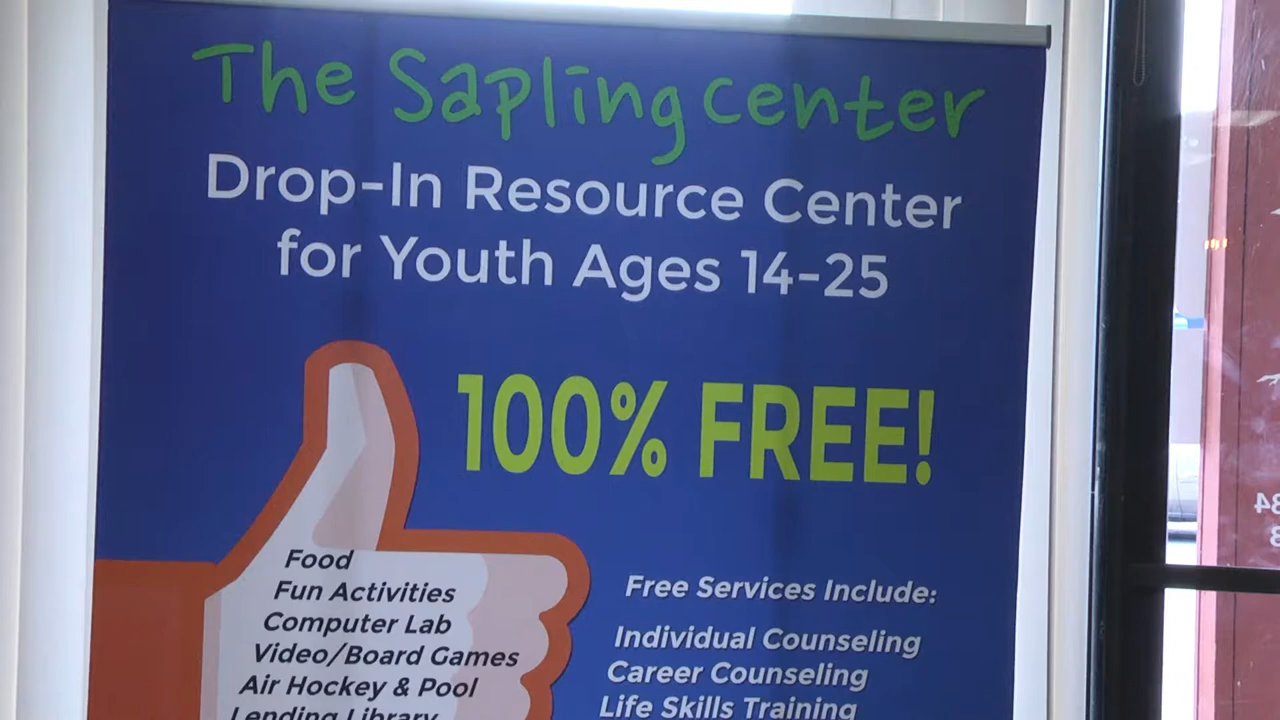 The Sapling Center
Drop-In Resource Center
for Youth Ages 14-25
100% FREE!
Food
Fun Activities
Computer Lab
Video/Board Games
Air Hockey & Pool
Lending Library
Free Services Include:
Individual Counseling
Career Counseling
Life Skills Training